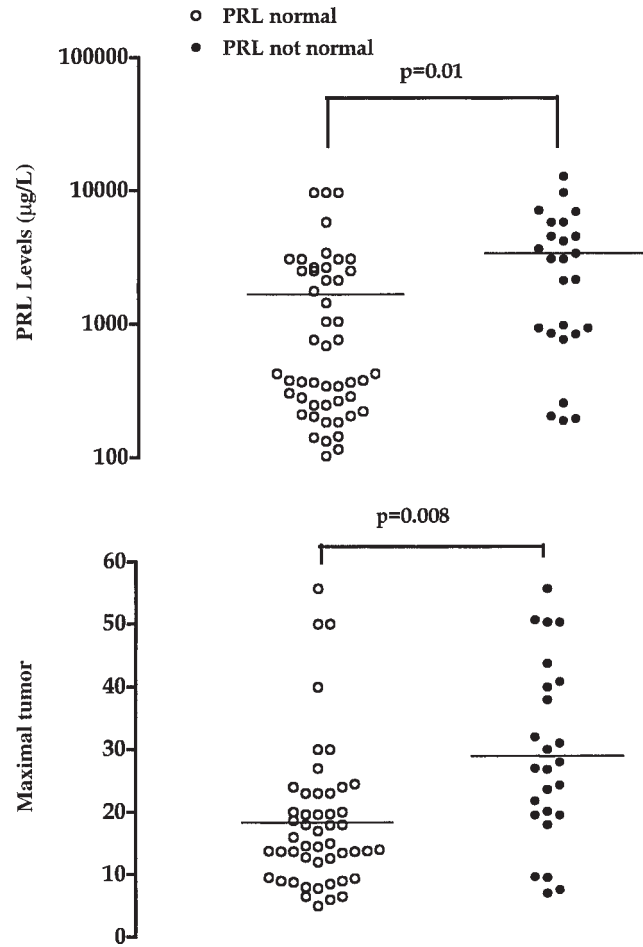 PRL normal
PRL not normal
100000
p=0.01
10000
PRL Levels (µg/L)
1000
100
p=0.008
60
50
40
30
Maximal tumor
20
10
0